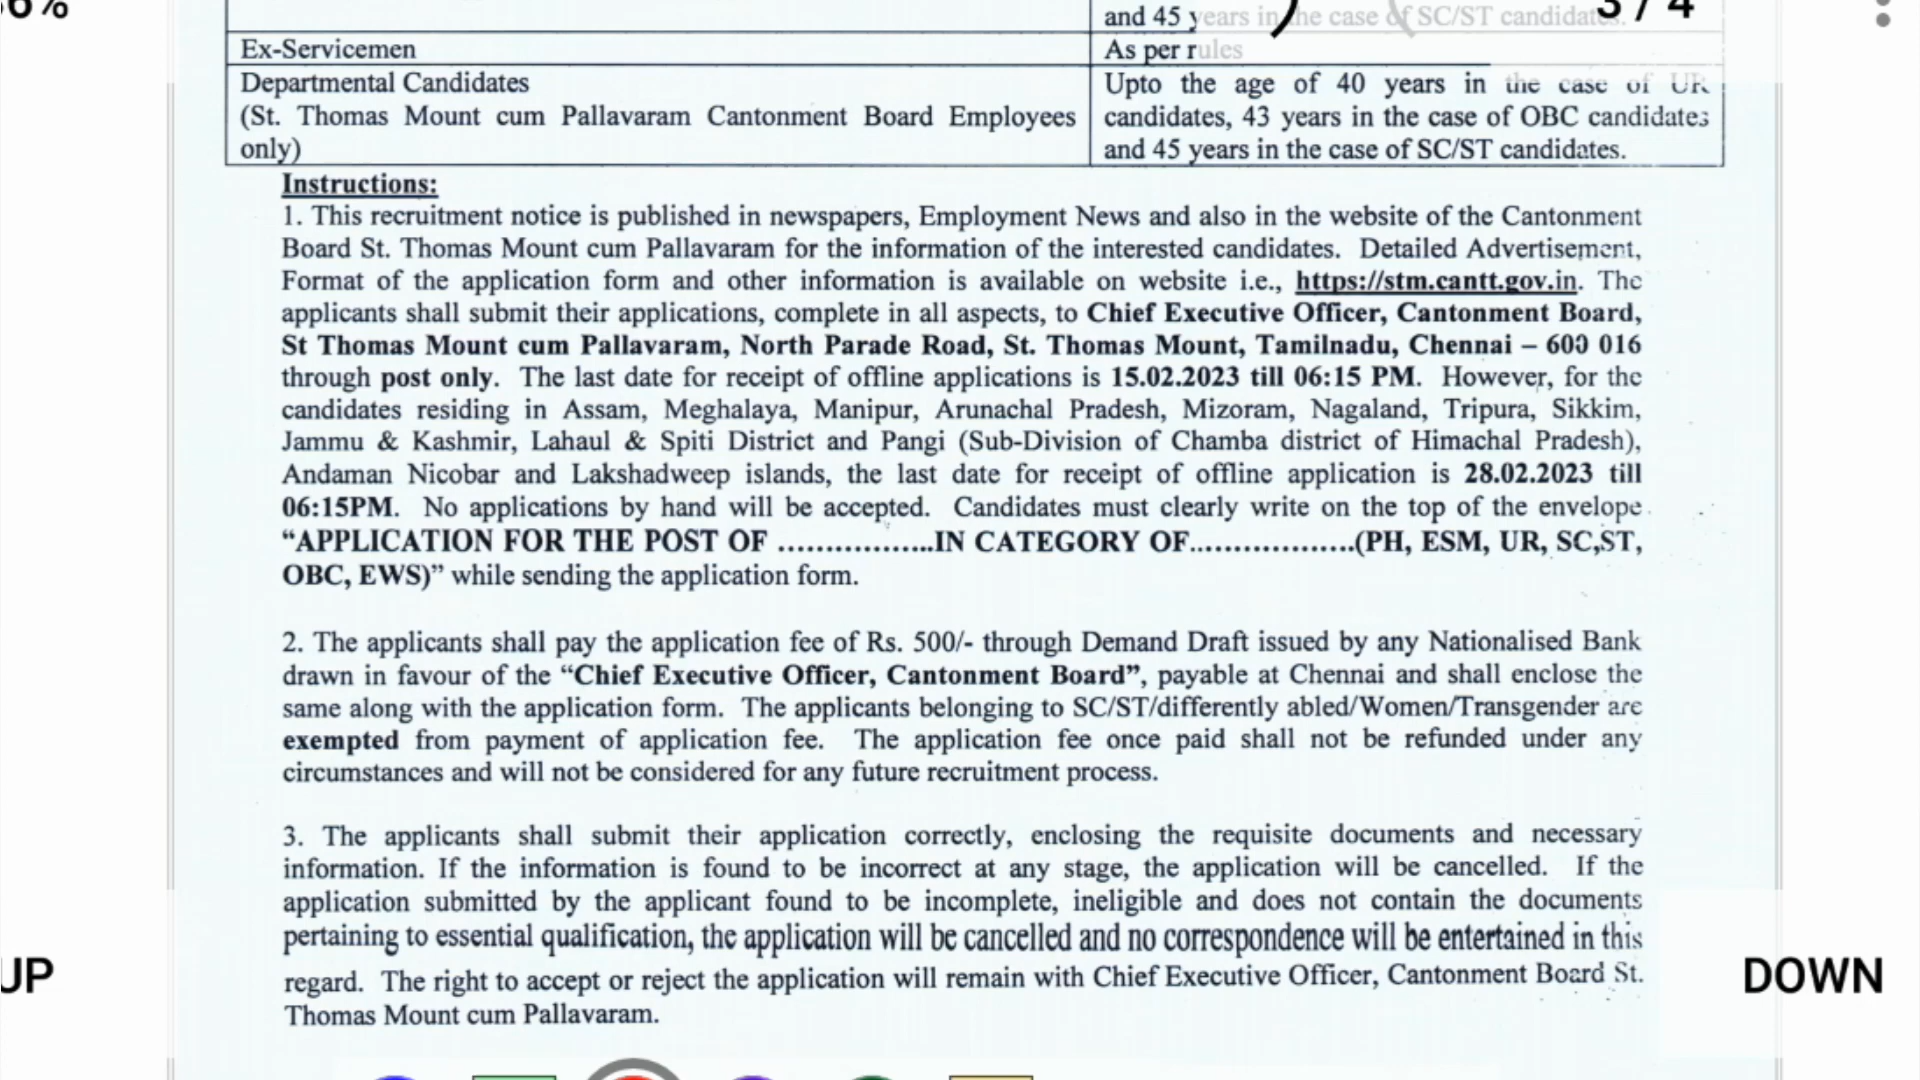 6%
3 / 4
and 45 years in the case of SC/ST candidates.
Ex-Servicemen
As per rules
Departmental Candidates
(St. Thomas Mount cum Pallavaram Cantonment Board Employees
only)
Upto the age of 40 years in the case of UR
candidates, 43 years in the case of OBC candidates
and 45 years in the case of SC/ST candidates.
Instructions:
1. This recruitment notice is published in newspapers, Employment News and also in the website of the Cantonment
Board St. Thomas Mount cum Pallavaram for the information of the interested candidates. Detailed Advertisement,
Format of the application form and other information is available on website i.e., https://stm.cantt.gov.in. The
applicants shall submit their applications, complete in all aspects, to Chief Executive Officer, Cantonment Board,
St Thomas Mount cum Pallavaram, North Parade Road, St. Thomas Mount, Tamilnadu, Chennai – 600 016
through post only. The last date for receipt of offline applications is 15.02.2023 till 06:15 PM. However, for the
candidates residing in Assam, Meghalaya, Manipur, Arunachal Pradesh, Mizoram, Nagaland, Tripura, Sikkim,
Jammu & Kashmir, Lahaul & Spiti District and Pangi (Sub-Division of Chamba district of Himachal Pradesh),
Andaman Nicobar and Lakshadweep islands, the last date for receipt of offline application is 28.02.2023 till
06:15PM. No applications by hand will be accepted. Candidates must clearly write on the top of the envelope
“APPLICATION FOR THE POST OF ……………..IN CATEGORY OF……………..(PH, ESM, UR, SC,ST,
OBC, EWS)” while sending the application form.
2. The applicants shall pay the application fee of Rs. 500/- through Demand Draft issued by any Nationalised Bank
drawn in favour of the “Chief Executive Officer, Cantonment Board”, payable at Chennai and shall enclose the
same along with the application form. The applicants belonging to SC/ST/differently abled/Women/Transgender are
exempted from payment of application fee. The application fee once paid shall not be refunded under any
circumstances and will not be considered for any future recruitment process.
3. The applicants shall submit their application correctly, enclosing the requisite documents and necessary
information. If the information is found to be incorrect at any stage, the application will be cancelled. If the
application submitted by the applicant found to be incomplete, ineligible and does not contain the documents
pertaining to essential qualification, the application will be cancelled and no correspondence will be entertained in this
regard. The right to accept or reject the application will remain with Chief Executive Officer, Cantonment Board St.
Thomas Mount cum Pallavaram.
UP
DOWN